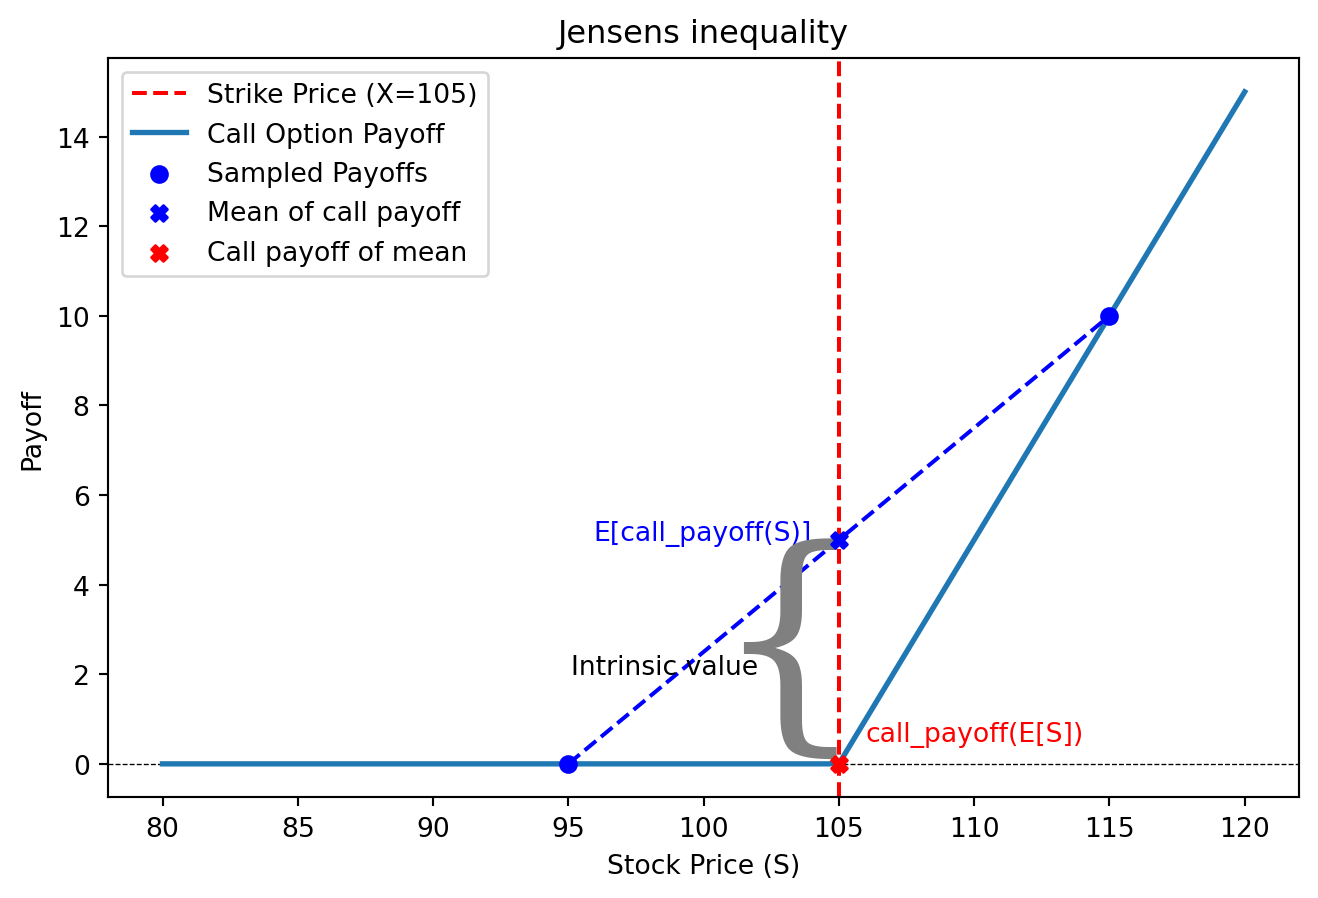 Jensens inequality
Strike Price (X=105)
Call Option Payoff
Sampled Payoffs
Mean of call payoff
Call payoff of mean
14
12
10
8
6
4
2
0
Payoff
E[call_payoff(S)]
Intrinsic value
call_payoff(E[S])
80 85 90 95 100 105 110 115 120
Stock Price (S)